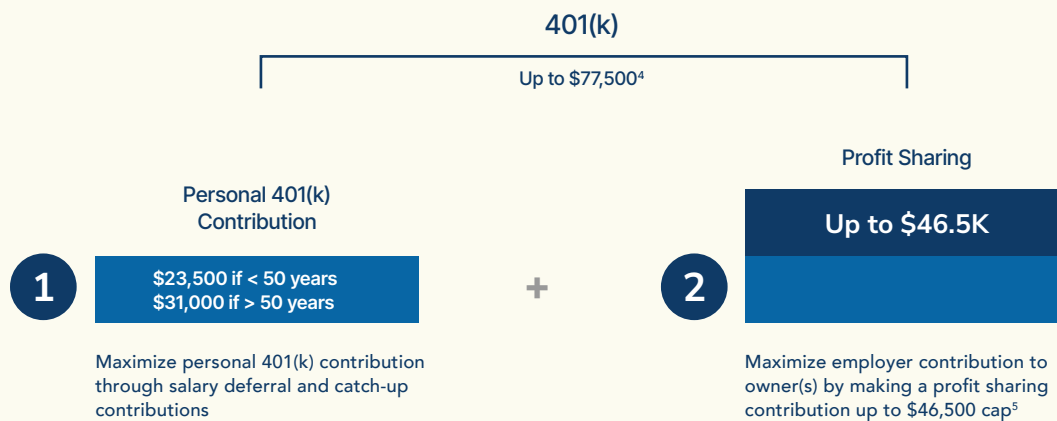 401(k)
Up to $77,500⁴
Personal 401(k)
Contribution
1
$23,500 if < 50 years
$31,000 if > 50 years
Maximize personal 401(k) contribution
through salary deferral and catch-up
contributions
+
Profit Sharing
2
Up to $46.5K
Maximize employer contribution to
owner(s) by making a profit sharing
contribution up to $46,500 cap⁵